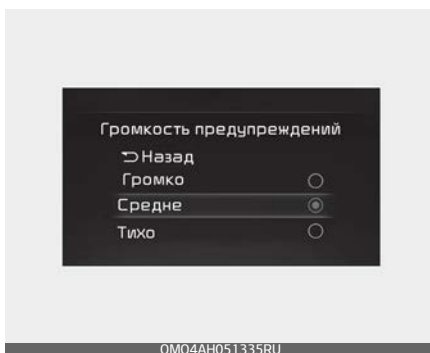 Громкость предупреждений
⮌Назад
Громко
Средне
Тихо
OMQ4AH051335RU